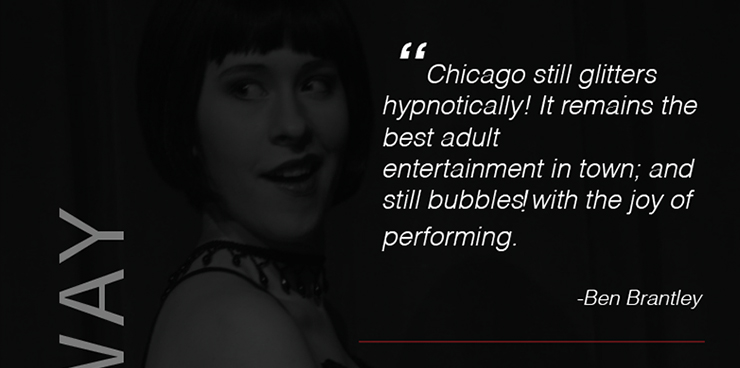 “
Chicago still glitters
hypnotically! It remains the
best adult
entertainment in town; and
still bubbles! with the joy of
performing.
-Ben Brantley
WAY